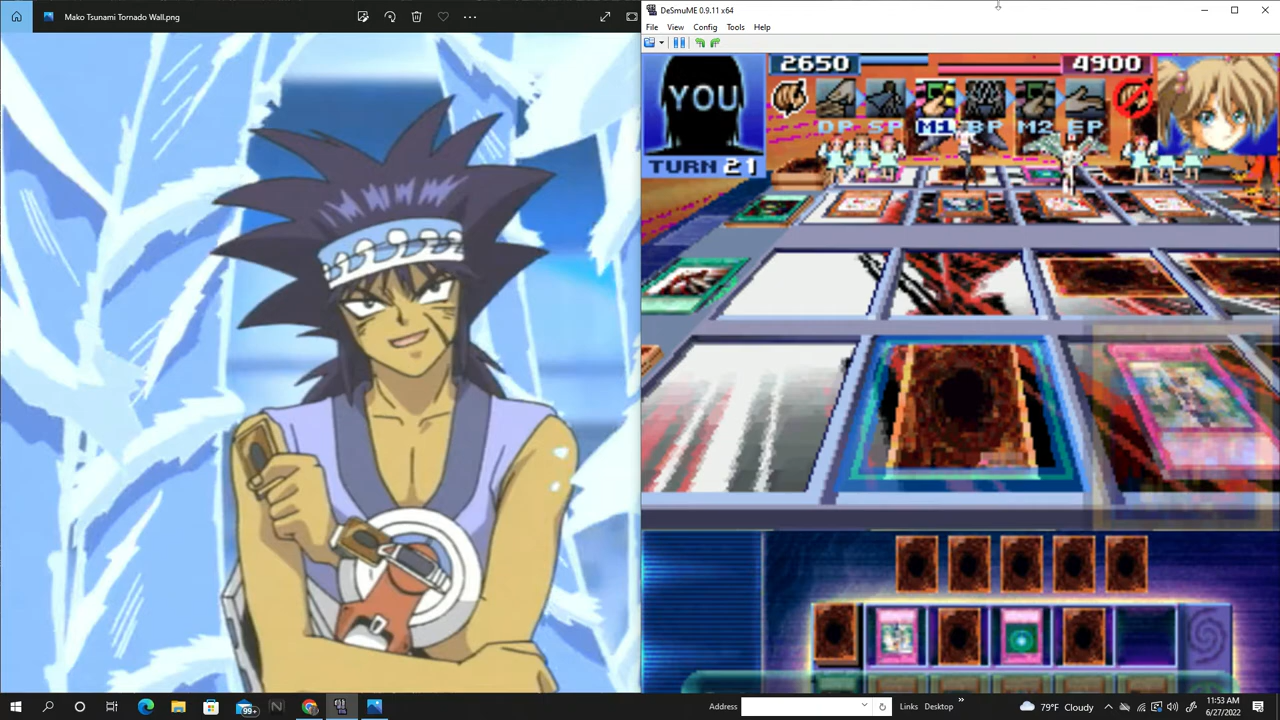 Mako Tsunami Tornado Wall.png
DeSmuME 0.9.11 x64
File View Config Tools Help
2650 4900
YOU
DP SP M1 BP M2 EP
TURN 21
99+
Address
Links Desktop
79°F Cloudy
11:53 AM
6/27/2022